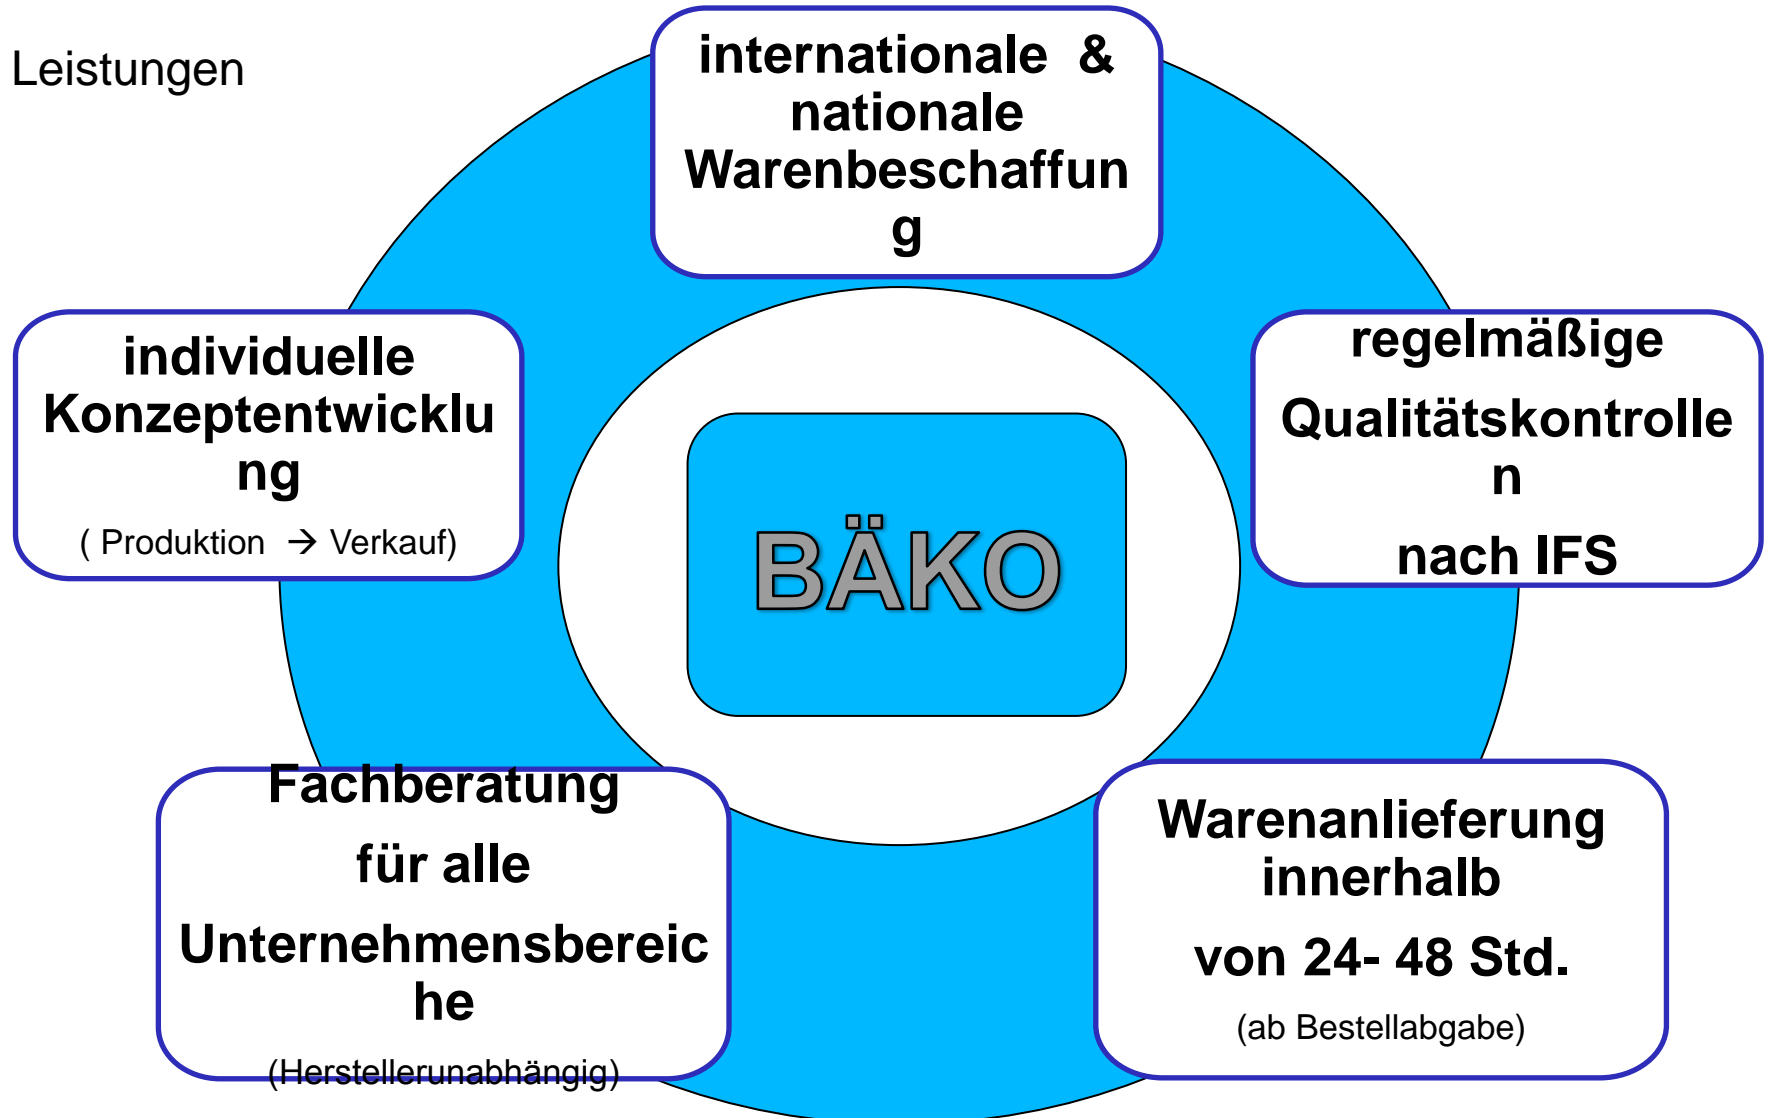 Leistungen
internationale &
nationale
Warenbeschaffun
g
individuelle
Konzeptentwicklu
ng
( Produktion → Verkauf)
regelmäßige
Qualitätskontrolle
n
nach IFS
BÄKO
Fachberatung
für alle
Unternehmensbereic
he
(Herstellerunabhängig)
Warenanlieferung
innerhalb
von 24- 48 Std.
(ab Bestellabgabe)